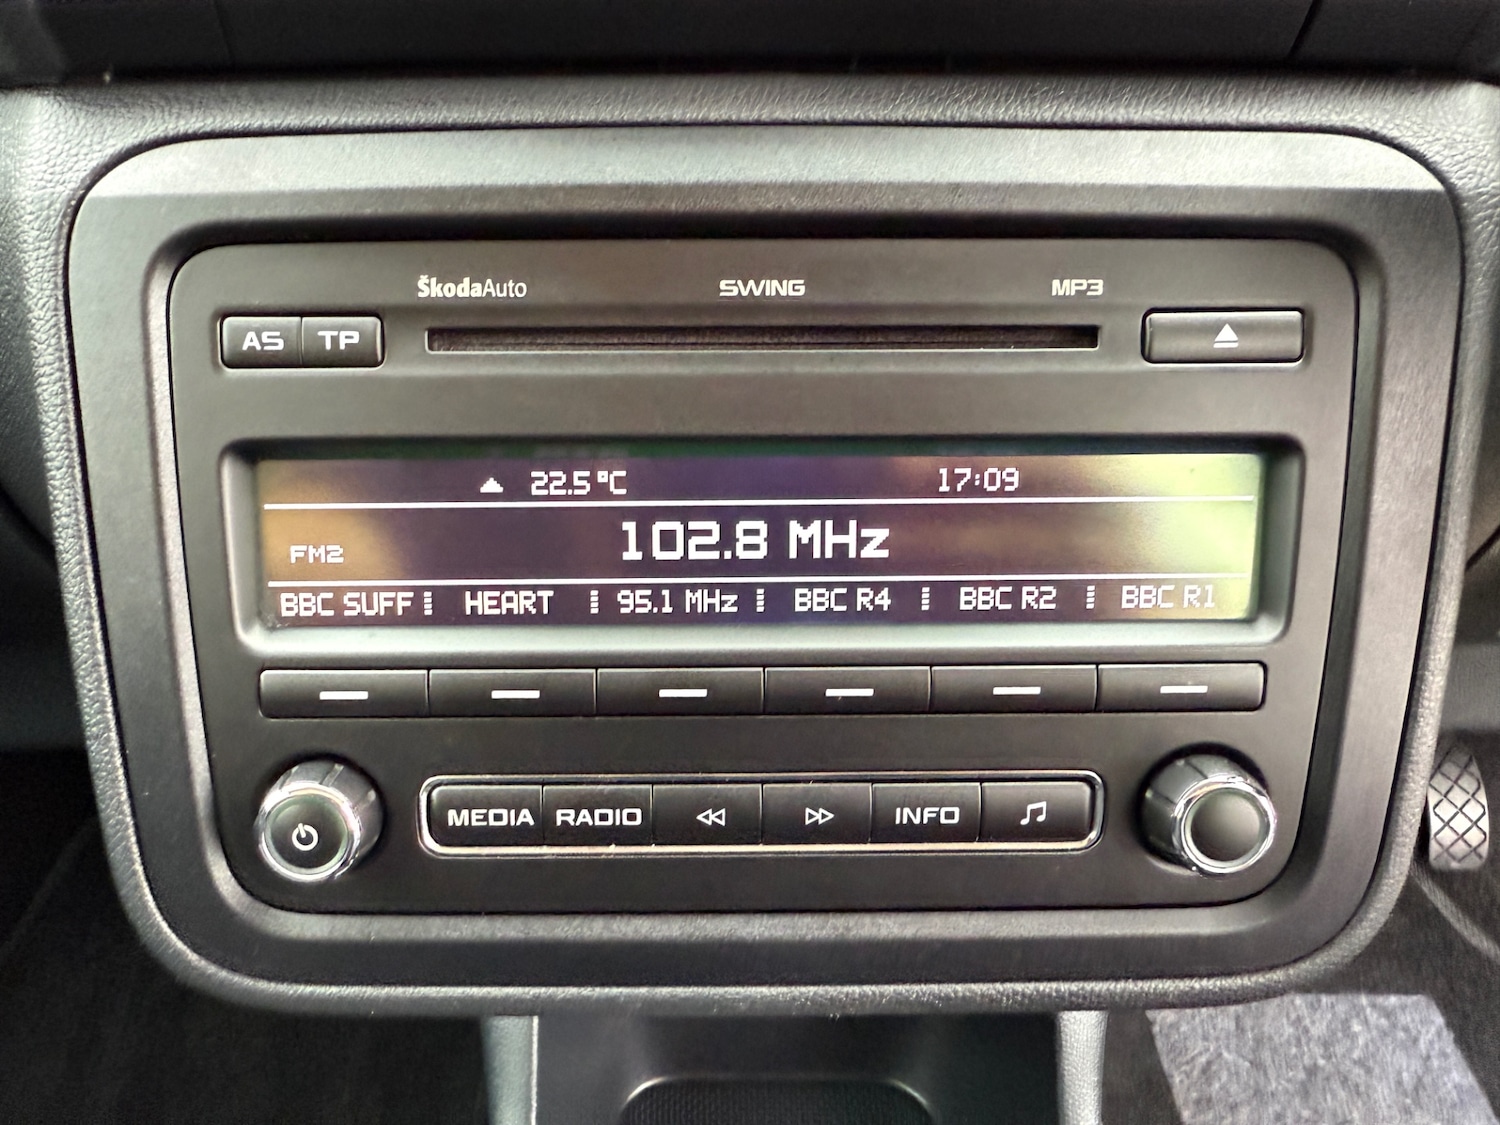 ŠkodaAuto SWING MP3
AS TP
22.5°C 17:09
FM2 102.8 MHz
BBC SUFF HEART 95.1 MHz BBC R4 BBC R2 BBC R1
MEDIA RADIO INFO